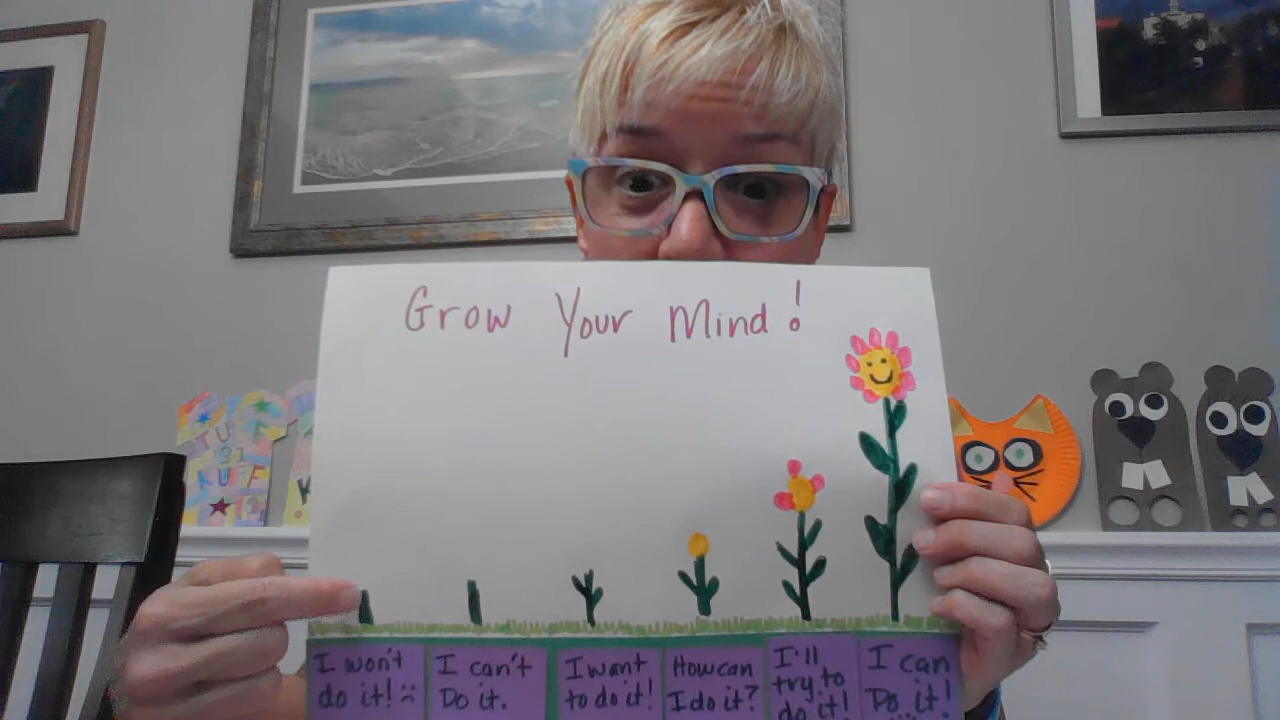 Grow Your Mind!
I won't
do it!
I can't
Do it.
I want
to do it!
How can
I do it?
I'll
try to
do it!
I can
Do it!